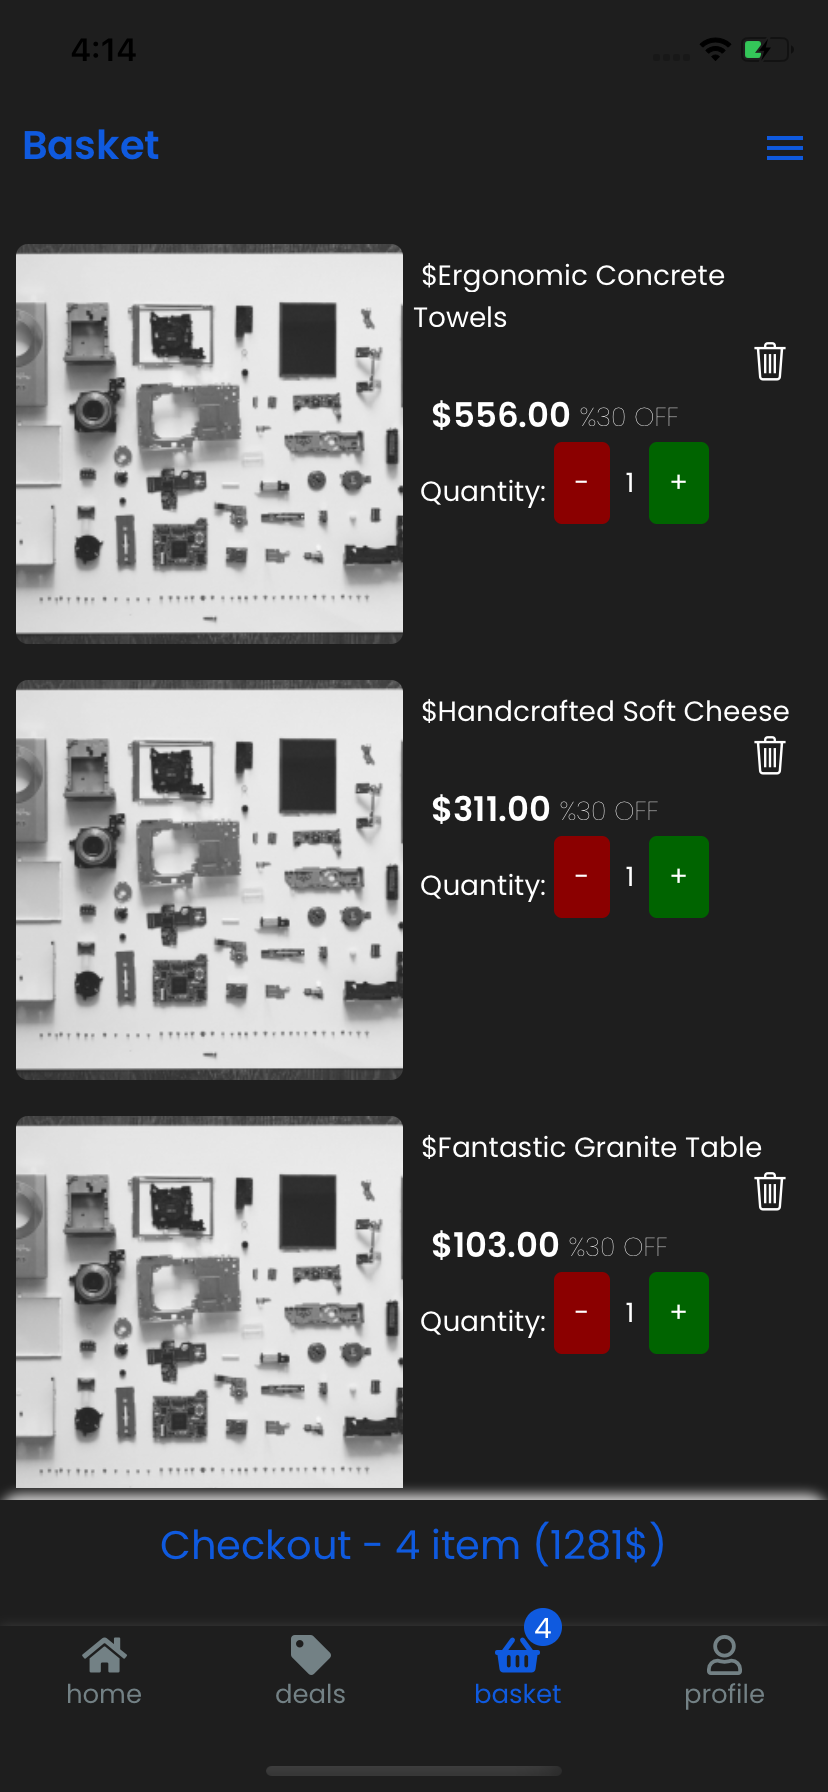 4:14
Basket
$Ergonomic Concrete
Towels
$556.00 %30 OFF
Quantity: - 1 +
$Handcrafted Soft Cheese
$311.00 %30 OFF
Quantity: - 1 +
$Fantastic Granite Table
$103.00 %30 OFF
Quantity: - 1 +
Checkout - 4 item (1281$)
4
home deals basket profile